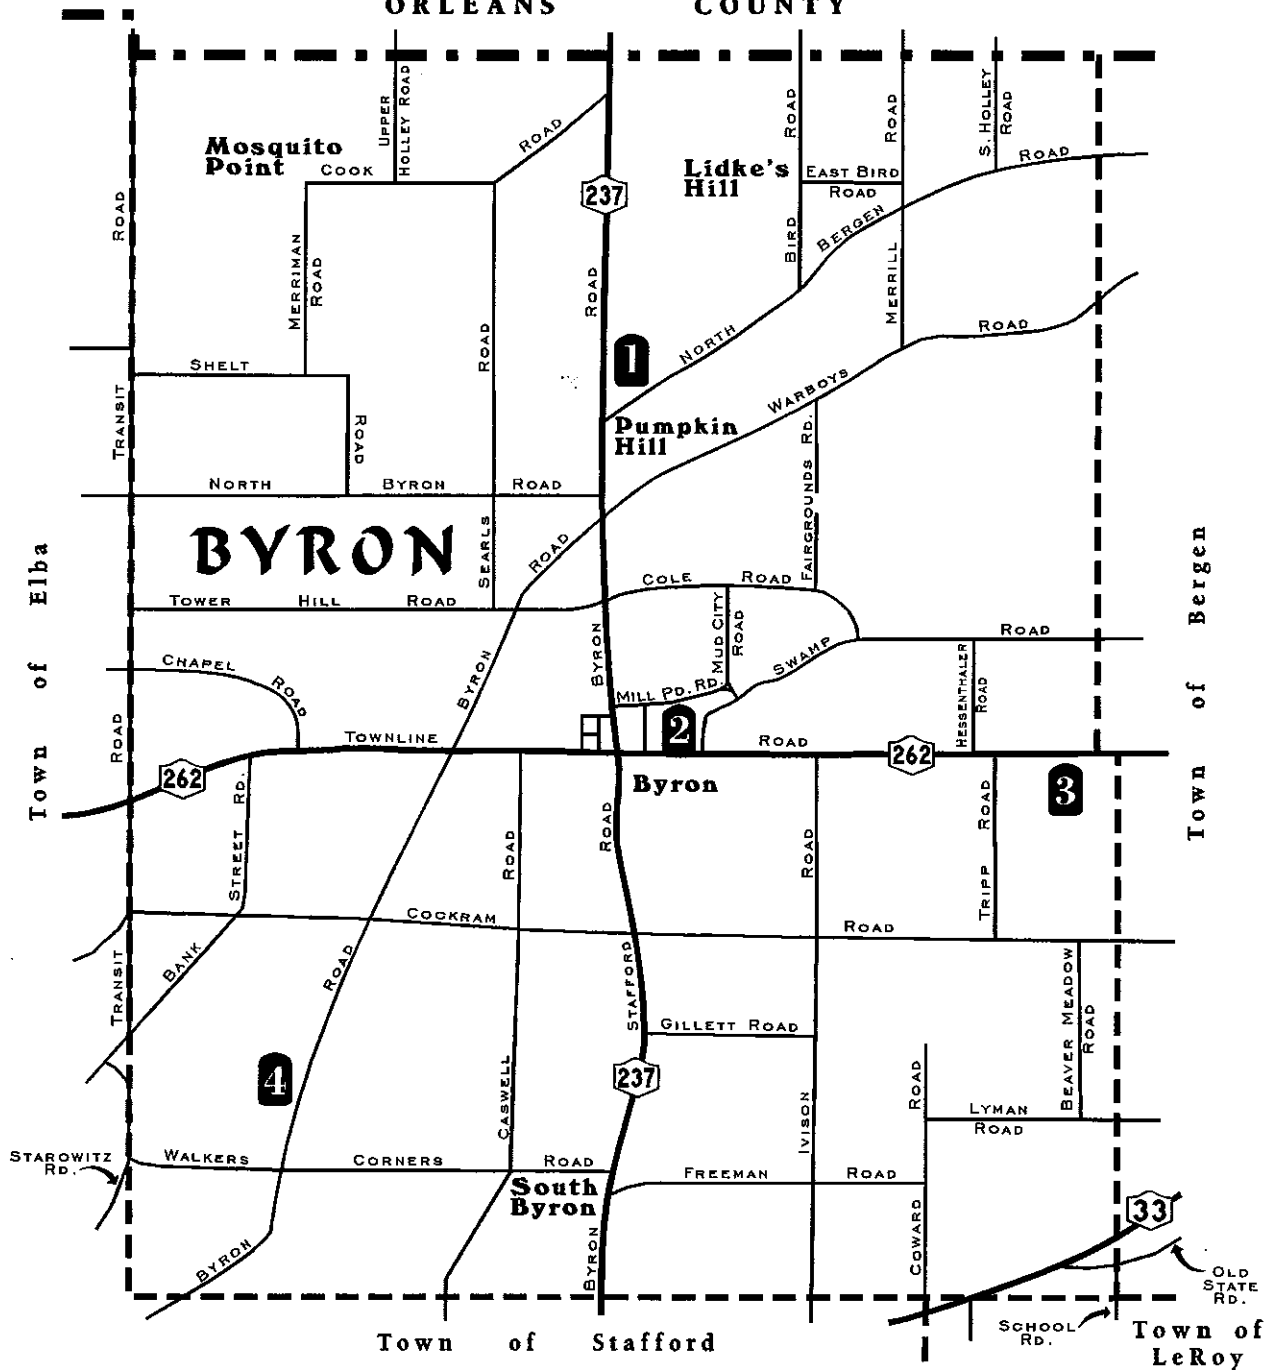 ORLEANS COUNTY
UPPER
HOLLEY ROAD
ROAD
ROAD
ROAD
S. HOLLEY
ROAD
ROAD
Mosquito
Point
COOK
Lidke's
Hill
EAST BIRD
ROAD
237
ROAD
BIRD
BERGEN
MERRIMAN
ROAD
ROAD
MERRILL
ROAD
1
NORTH
ROAD
SHELT
WARBOYS
TRANSIT
ROAD
Pumpkin
Hill
FAIRGROUNDS RD.
NORTH BYRON ROAD
BYRON
SEARLS
ROAD
COLE ROAD
TOWER HILL ROAD
Town of Elba
Town of Bergen
MUD CITY
ROAD
BYRON
BYRON
SWAMP
ROAD
CHAPEL
ROAD
HESSENTHALER
ROAD
MILL PD. RD.
2
ROAD
TOWNLINE
ROAD
262
262
Byron
3
STREET RD.
ROAD
ROAD
ROAD
TRIPP ROAD
COCKRAM
ROAD
BANK
ROAD
TRANSIT
STAFFORD
BEAVER MEADOW
ROAD
GILLETT ROAD
4
237
CASWELL
IVISON
ROAD
LYMAN
ROAD
STAROWITZ
RD.
WALKERS CORNERS ROAD
FREEMAN ROAD
South
Byron
33
BYRON
BYRON
COWARD
OLD
STATE
RD.
SCHOOL
RD.
Town of Stafford
Town of
LeRoy